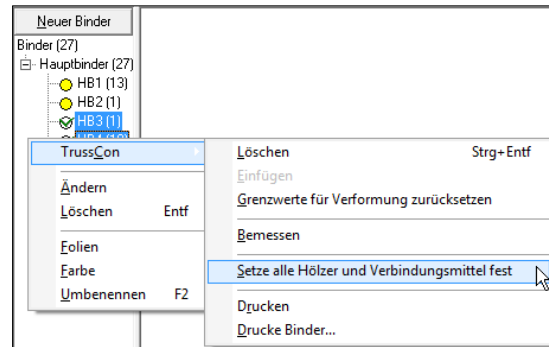 Neuer Binder
Binder (27)
Hauptbinder (27)
HB1 (13)
HB2 (1)
HB3 (1)
TrussCon
Ändern
Löschen Entf
Folien
Farbe
Umbenennen F2
Löschen Strg+Entf
Einfügen
Grenzwerte für Verformung zurücksetzen
Bemessen
Setze alle Hölzer und Verbindungsmittel fest
Drucken
Drucke Binder...